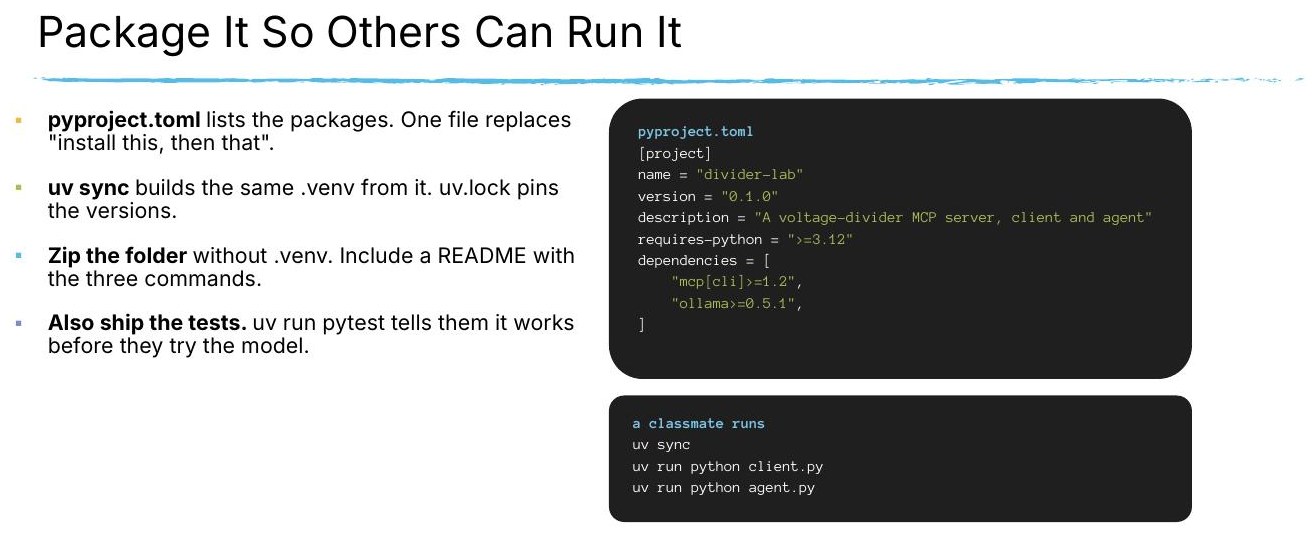 Package It So Others Can Run It
pyproject.toml lists the packages. One file replaces
"install this, then that".
uv sync builds the same .venv from it. uv.lock pins
the versions.
Zip the folder without .venv. Include a README with
the three commands.
Also ship the tests. uv run pytest tells them it works
before they try the model.
pyproject.toml
[project]
name = "divider-lab"
version = "0.1.0"
description = "A voltage-divider MCP server, client and agent"
requires-python = ">=3.12"
dependencies = [
    "mcp[cli]>=1.2",
    "ollama>=0.5.1",
]
a classmate runs
uv sync
uv run python client.py
uv run python agent.py